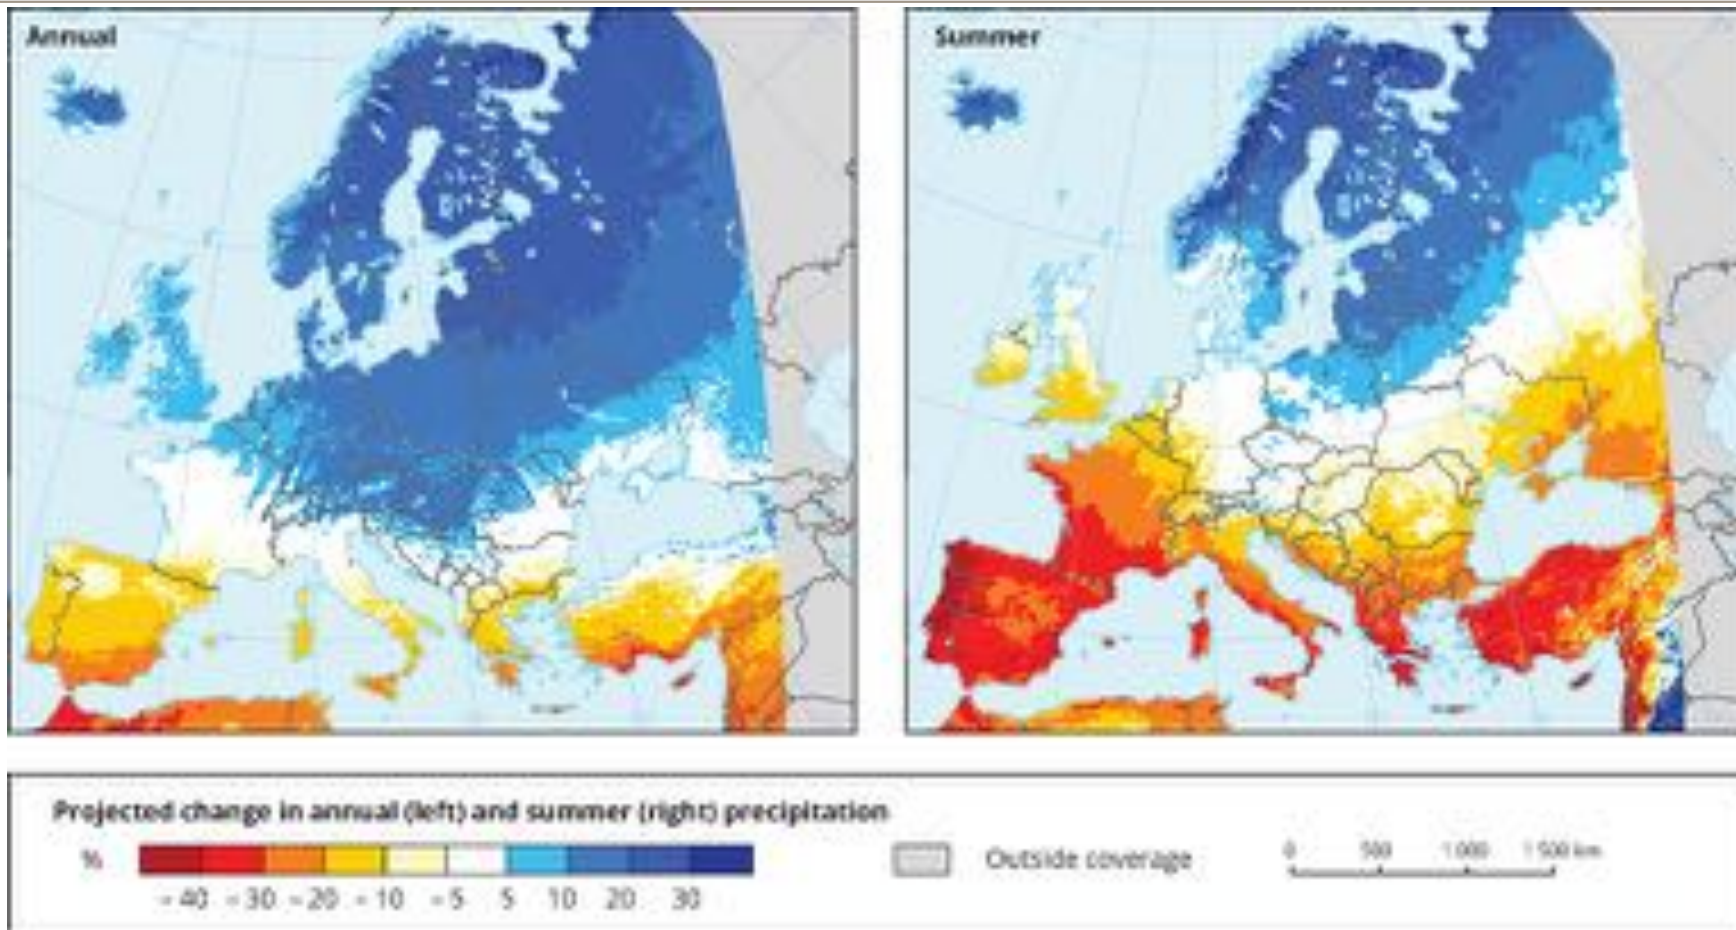 Annual
Summer
Projected change in annual (left) and summer (right) precipitation
%
Outside coverage
0 500 1 000 1 500 km
- 40 - 30 - 20 - 10 - 5 5 10 20 30